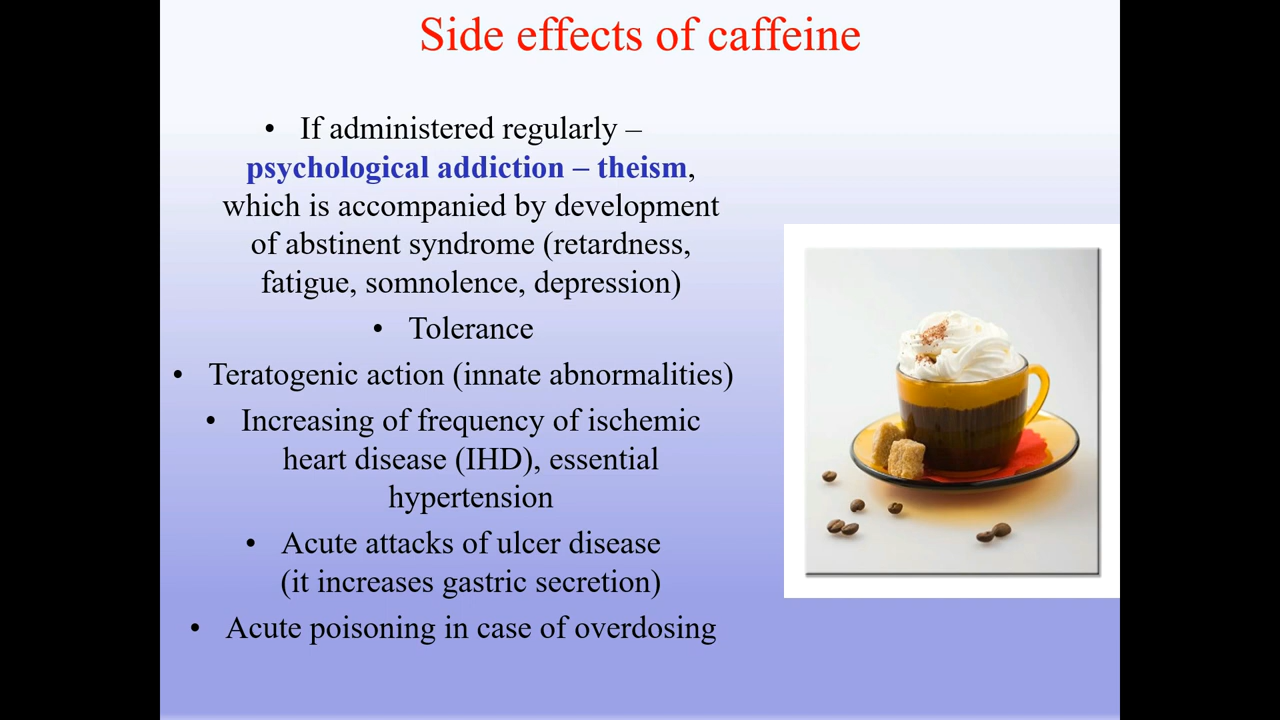 Side effects of caffeine
• If administered regularly –
psychological addiction – theism,
which is accompanied by development
of abstinent syndrome (retardness,
fatigue, somnolence, depression)
• Tolerance
• Teratogenic action (innate abnormalities)
• Increasing of frequency of ischemic
heart disease (IHD), essential
hypertension
• Acute attacks of ulcer disease
(it increases gastric secretion)
• Acute poisoning in case of overdosing